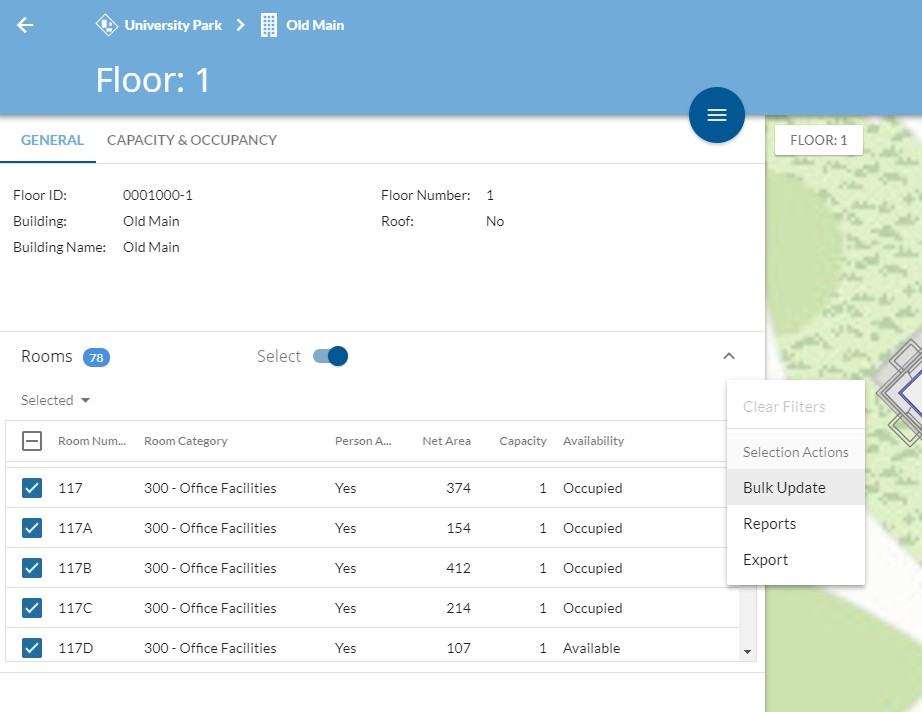 University Park > Old Main
Floor: 1
GENERAL CAPACITY & OCCUPANCY
FLOOR: 1
Floor ID: 0001000-1 Floor Number: 1
Building: Old Main Roof: No
Building Name: Old Main
Rooms 78 Select
Selected
Clear Filters
Room Num... Room Category Person A... Net Area Capacity Availability
Selection Actions
117 300 - Office Facilities Yes 374 1 Occupied
Bulk Update
117A 300 - Office Facilities Yes 154 1 Occupied
Reports
117B 300 - Office Facilities Yes 412 1 Occupied
Export
117C 300 - Office Facilities Yes 214 1 Occupied
117D 300 - Office Facilities Yes 107 1 Available